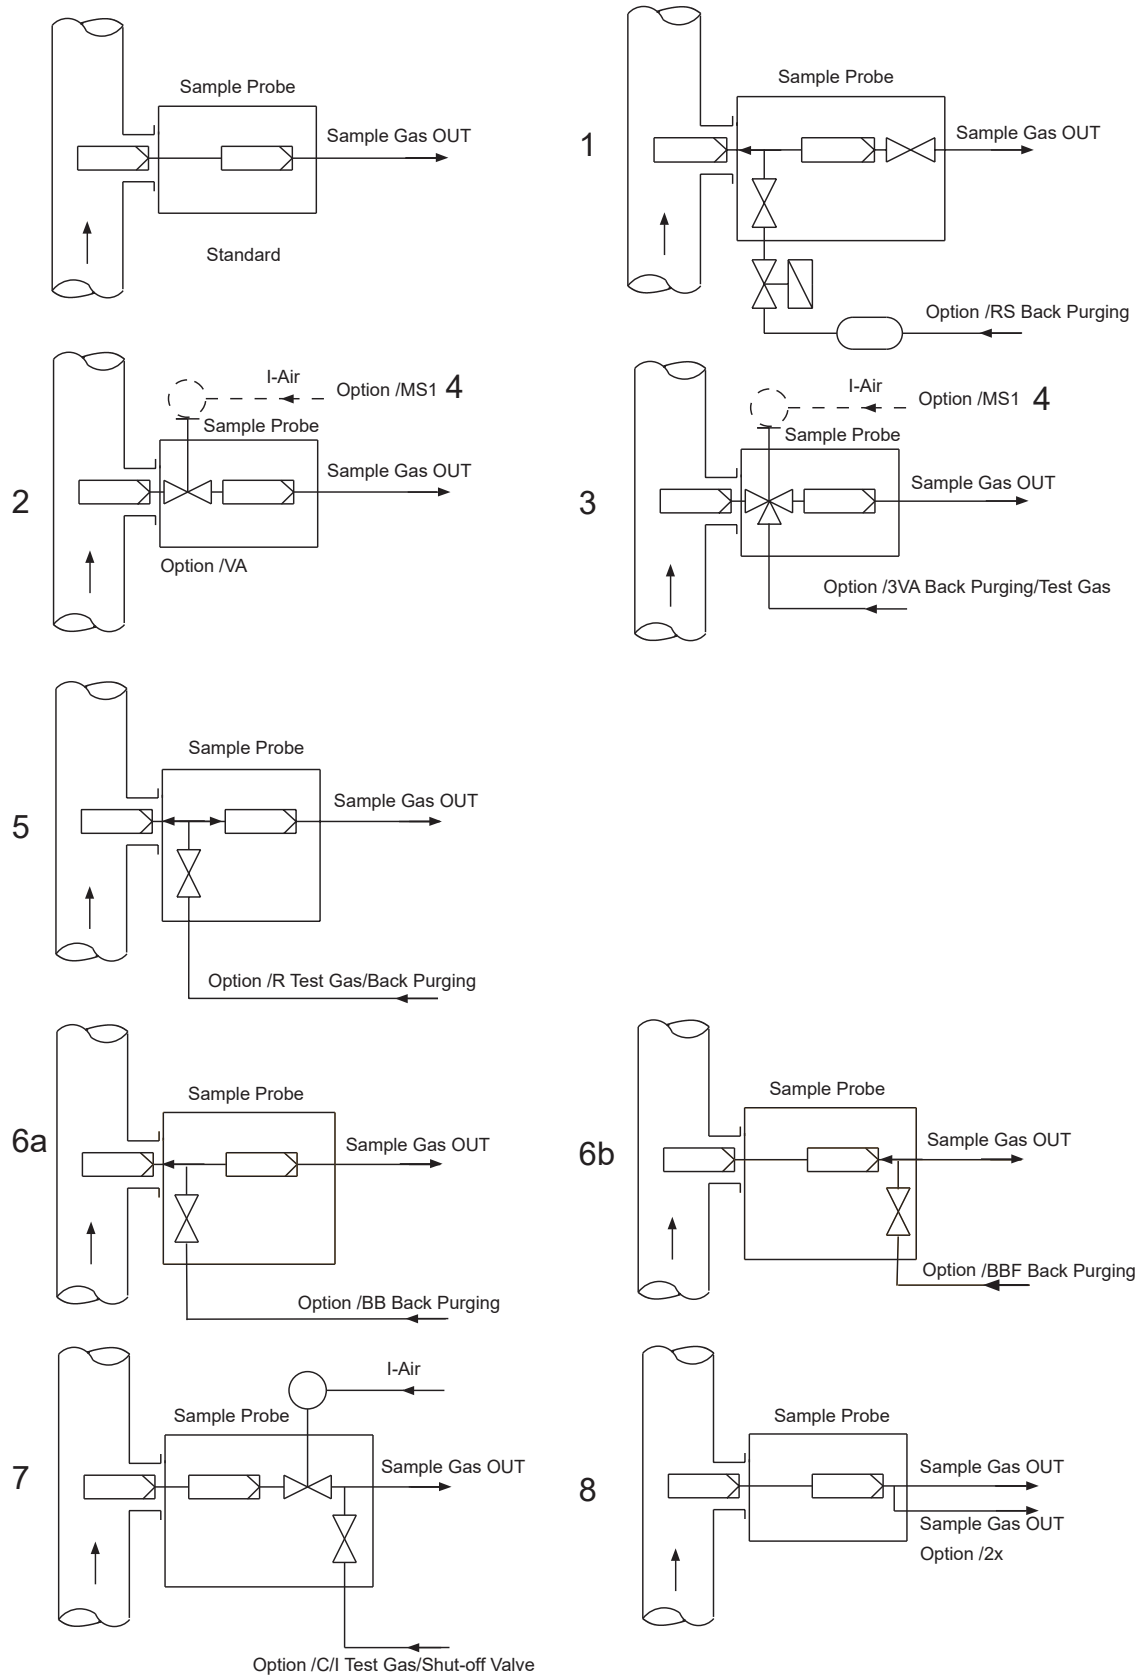 Sample Probe
Sample Gas OUT
Standard
1
Sample Probe
Sample Gas OUT
Option /RS Back Purging
2
I-Air
Option /MS1 4
Sample Probe
Sample Gas OUT
Option /VA
3
I-Air
Option /MS1 4
Sample Probe
Sample Gas OUT
Option /3VA Back Purging/Test Gas
5
Sample Probe
Sample Gas OUT
Option /R Test Gas/Back Purging
6a
Sample Probe
Sample Gas OUT
Option /BB Back Purging
6b
Sample Probe
Sample Gas OUT
Option /BBF Back Purging
7
I-Air
Sample Probe
Sample Gas OUT
Option /C/I Test Gas/Shut-off Valve
8
Sample Probe
Sample Gas OUT
Sample Gas OUT
Option /2x